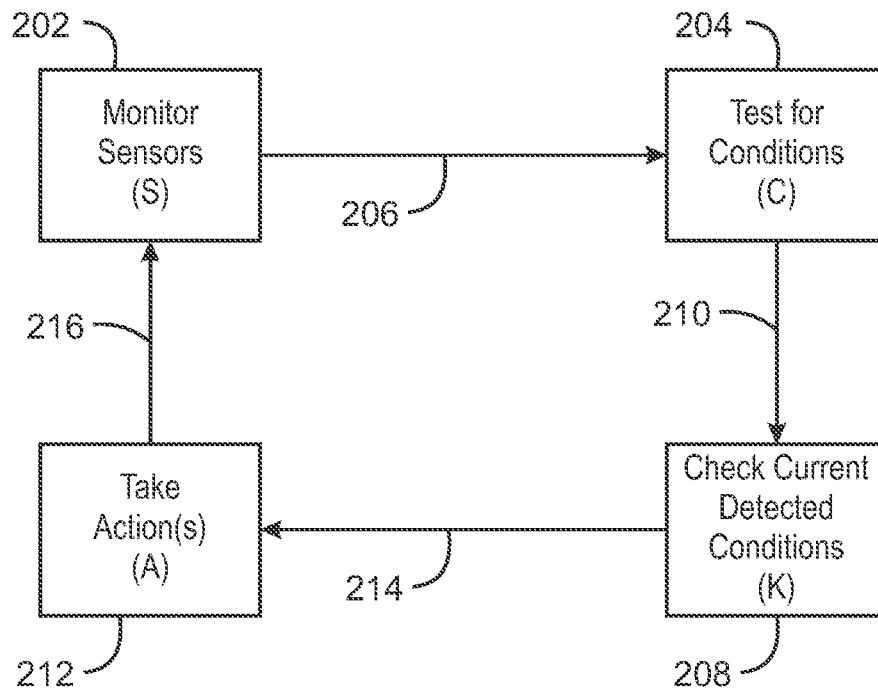 202
204
Monitor
Sensors
(S)
Test for
Conditions
(C)
206
216
210
Take
Action(s)
(A)
Check Current
Detected
Conditions
(K)
214
212
208